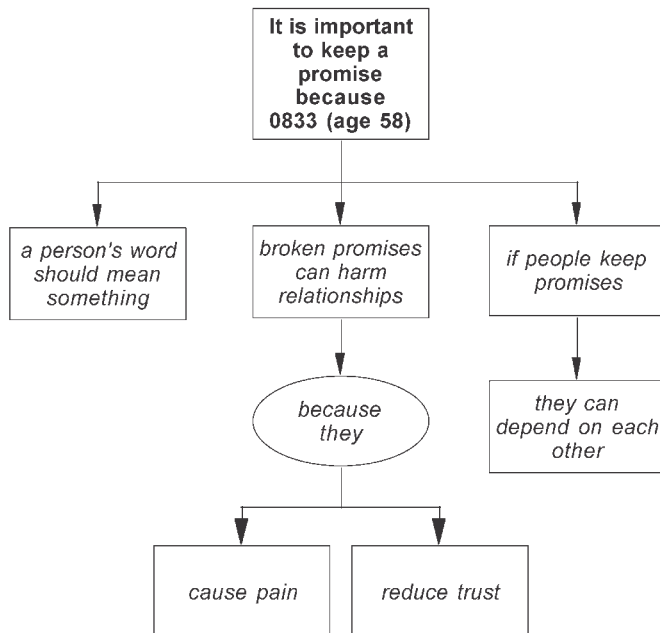 It is important
to keep a
promise
because
0833 (age 58)
a person's word
should mean
something
broken promises
can harm
relationships
if people keep
promises
because
they
they can
depend on each
other
cause pain
reduce trust